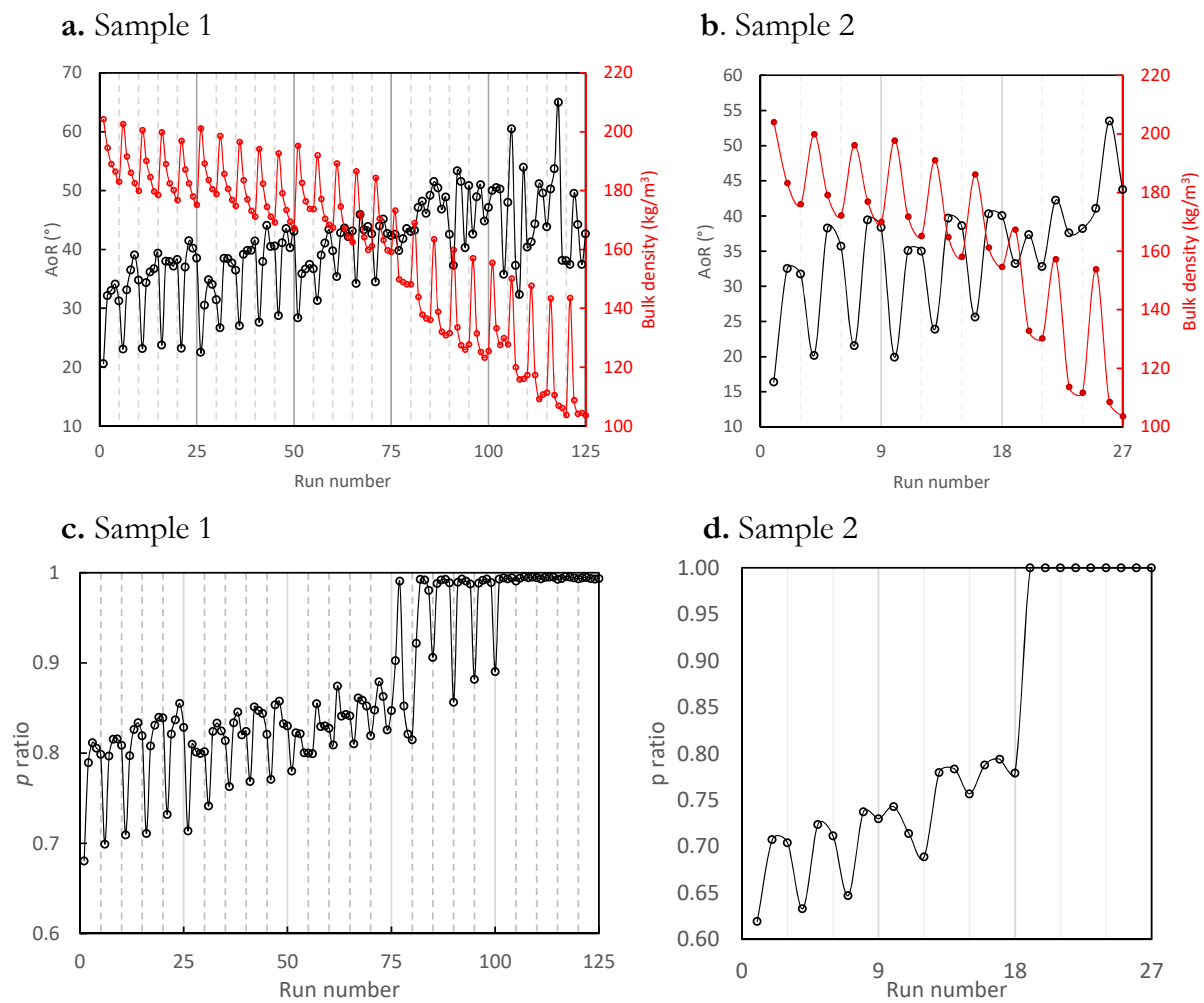 a. Sample 1
b. Sample 2
70
60
50
40
30
20
10
AoR (°)
220
200
180
160
140
120
100
Bulk density (kg/m³)
0 25 50 75 100 125
Run number
60
55
50
45
40
35
30
25
20
15
10
AoR (°)
220
200
180
160
140
120
100
Bulk density (kg/m³)
0 9 18 27
Run number
c. Sample 1
d. Sample 2
1
0.9
0.8
0.7
0.6
p ratio
0 25 50 75 100 125
Run number
1.00
0.95
0.90
0.85
0.80
0.75
0.70
0.65
0.60
p ratio
0 9 18 27
Run number